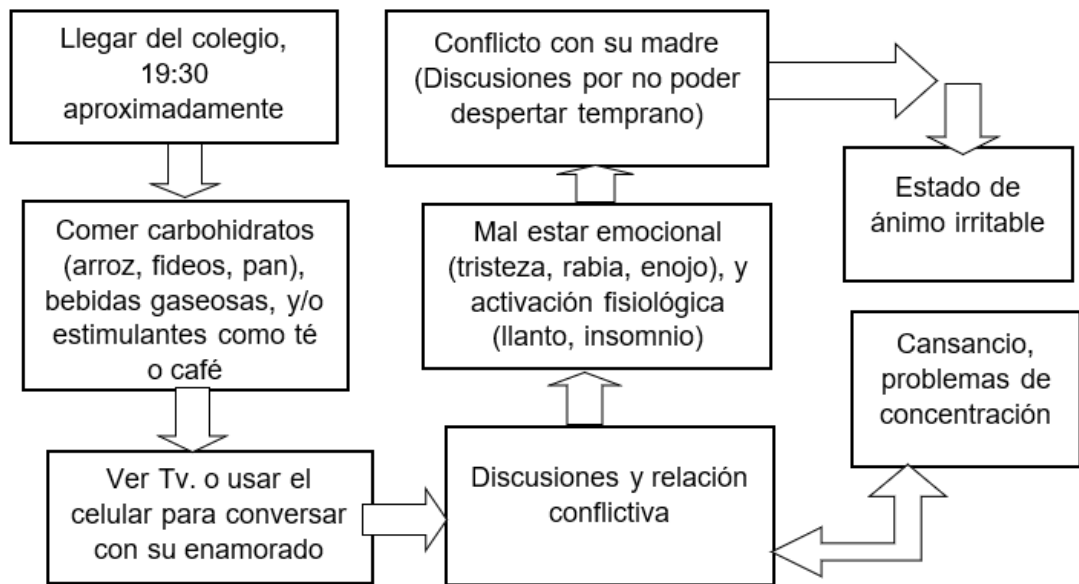 Llegar del colegio,
19:30
aproximadamente
Comer carbohidratos
(arroz, fideos, pan),
bebidas gaseosas, y/o
estimulantes como té
o café
Ver Tv. o usar el
celular para conversar
con su enamorado
Discusiones y relación
conflictiva
Mal estar emocional
(tristeza, rabia, enojo), y
activación fisiológica
(llanto, insomnio)
Conflicto con su madre
(Discusiones por no poder
despertar temprano)
Estado de
ánimo irritable
Cansancio,
problemas de
concentración